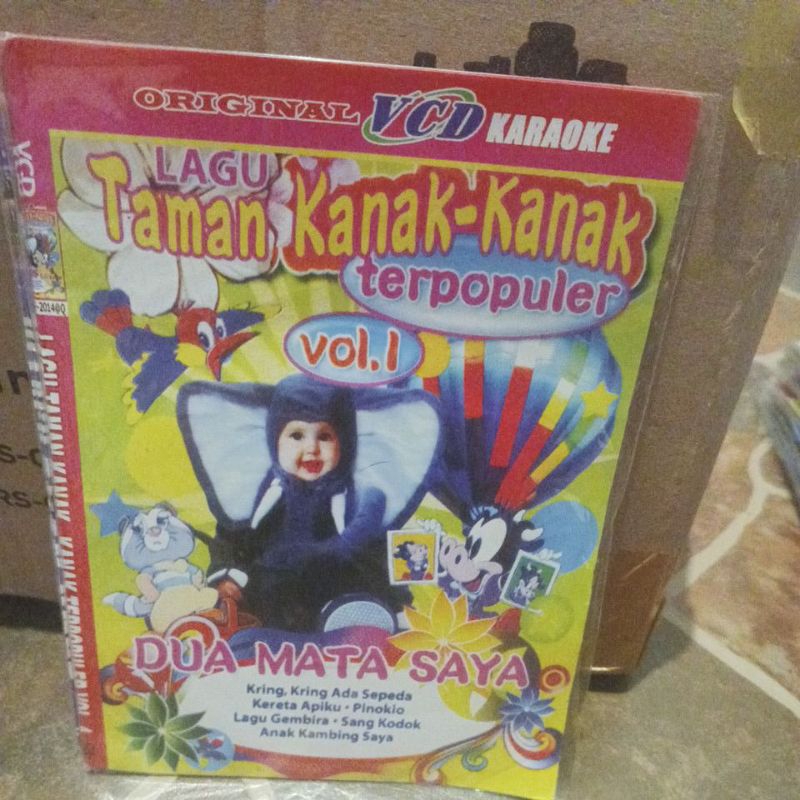 ORIGINAL VCD KARAOKE
LAGU
Taman Kanak-Kanak
terpopuler
vol.1
DUA MATA SAYA
Kring, Kring Ada Sepeda
Kereta Apiku • Pinokio
Lagu Gembira • Sang Kodok
Anak Kambing Saya
VCD